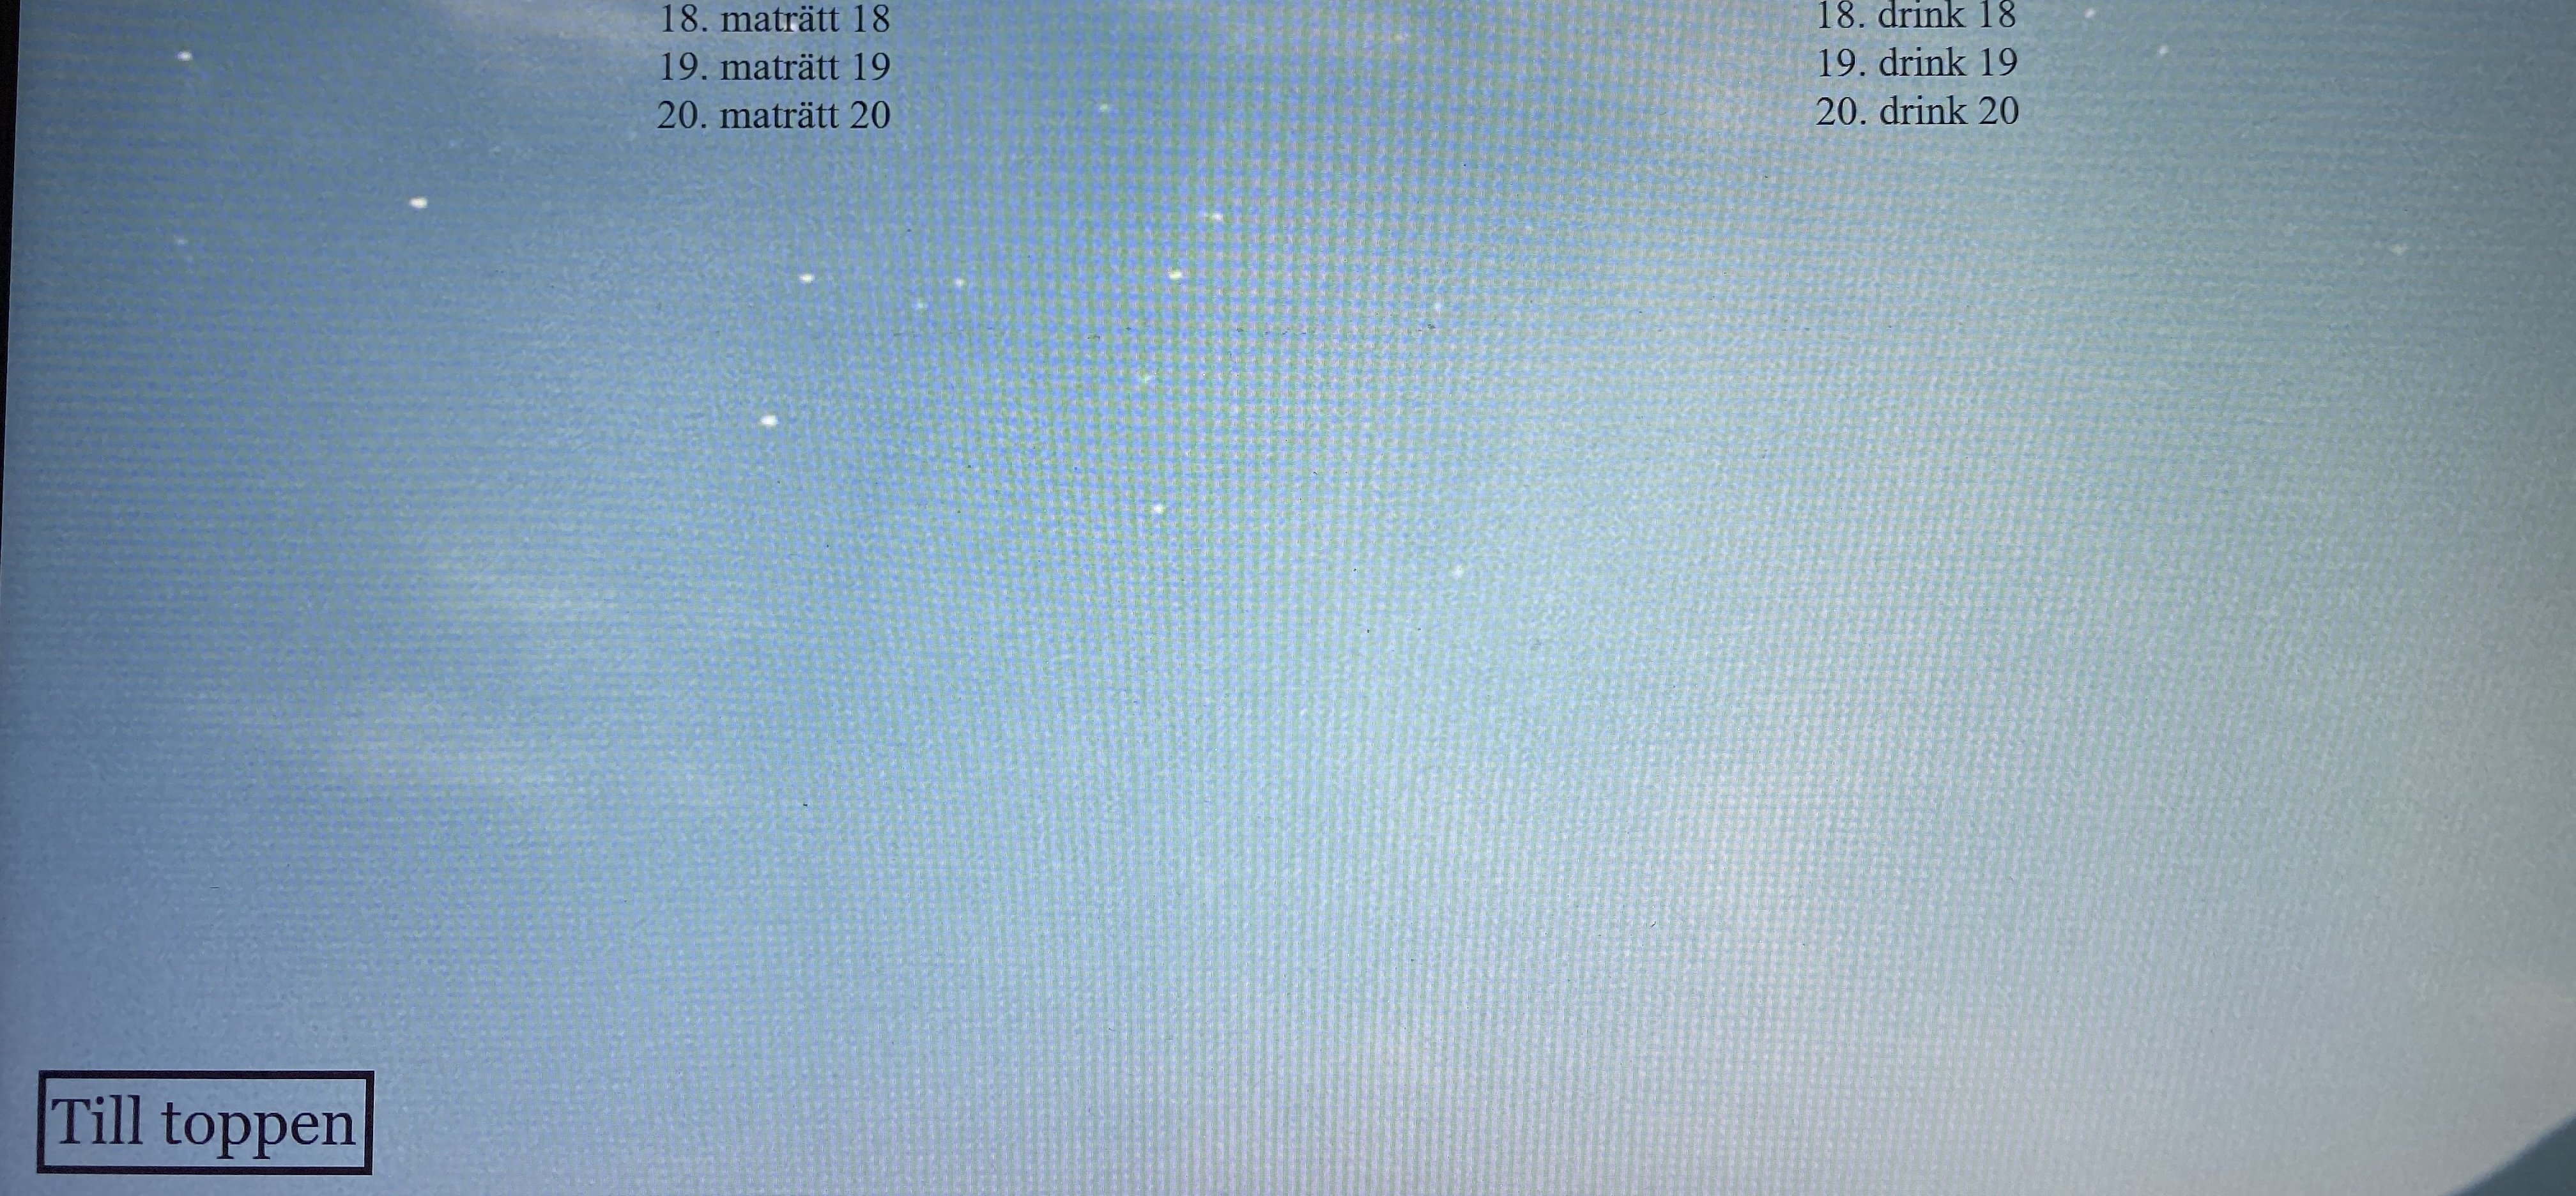 18. maträtt 18
19. maträtt 19
20. maträtt 20
18. drink 18
19. drink 19
20. drink 20
Till toppen